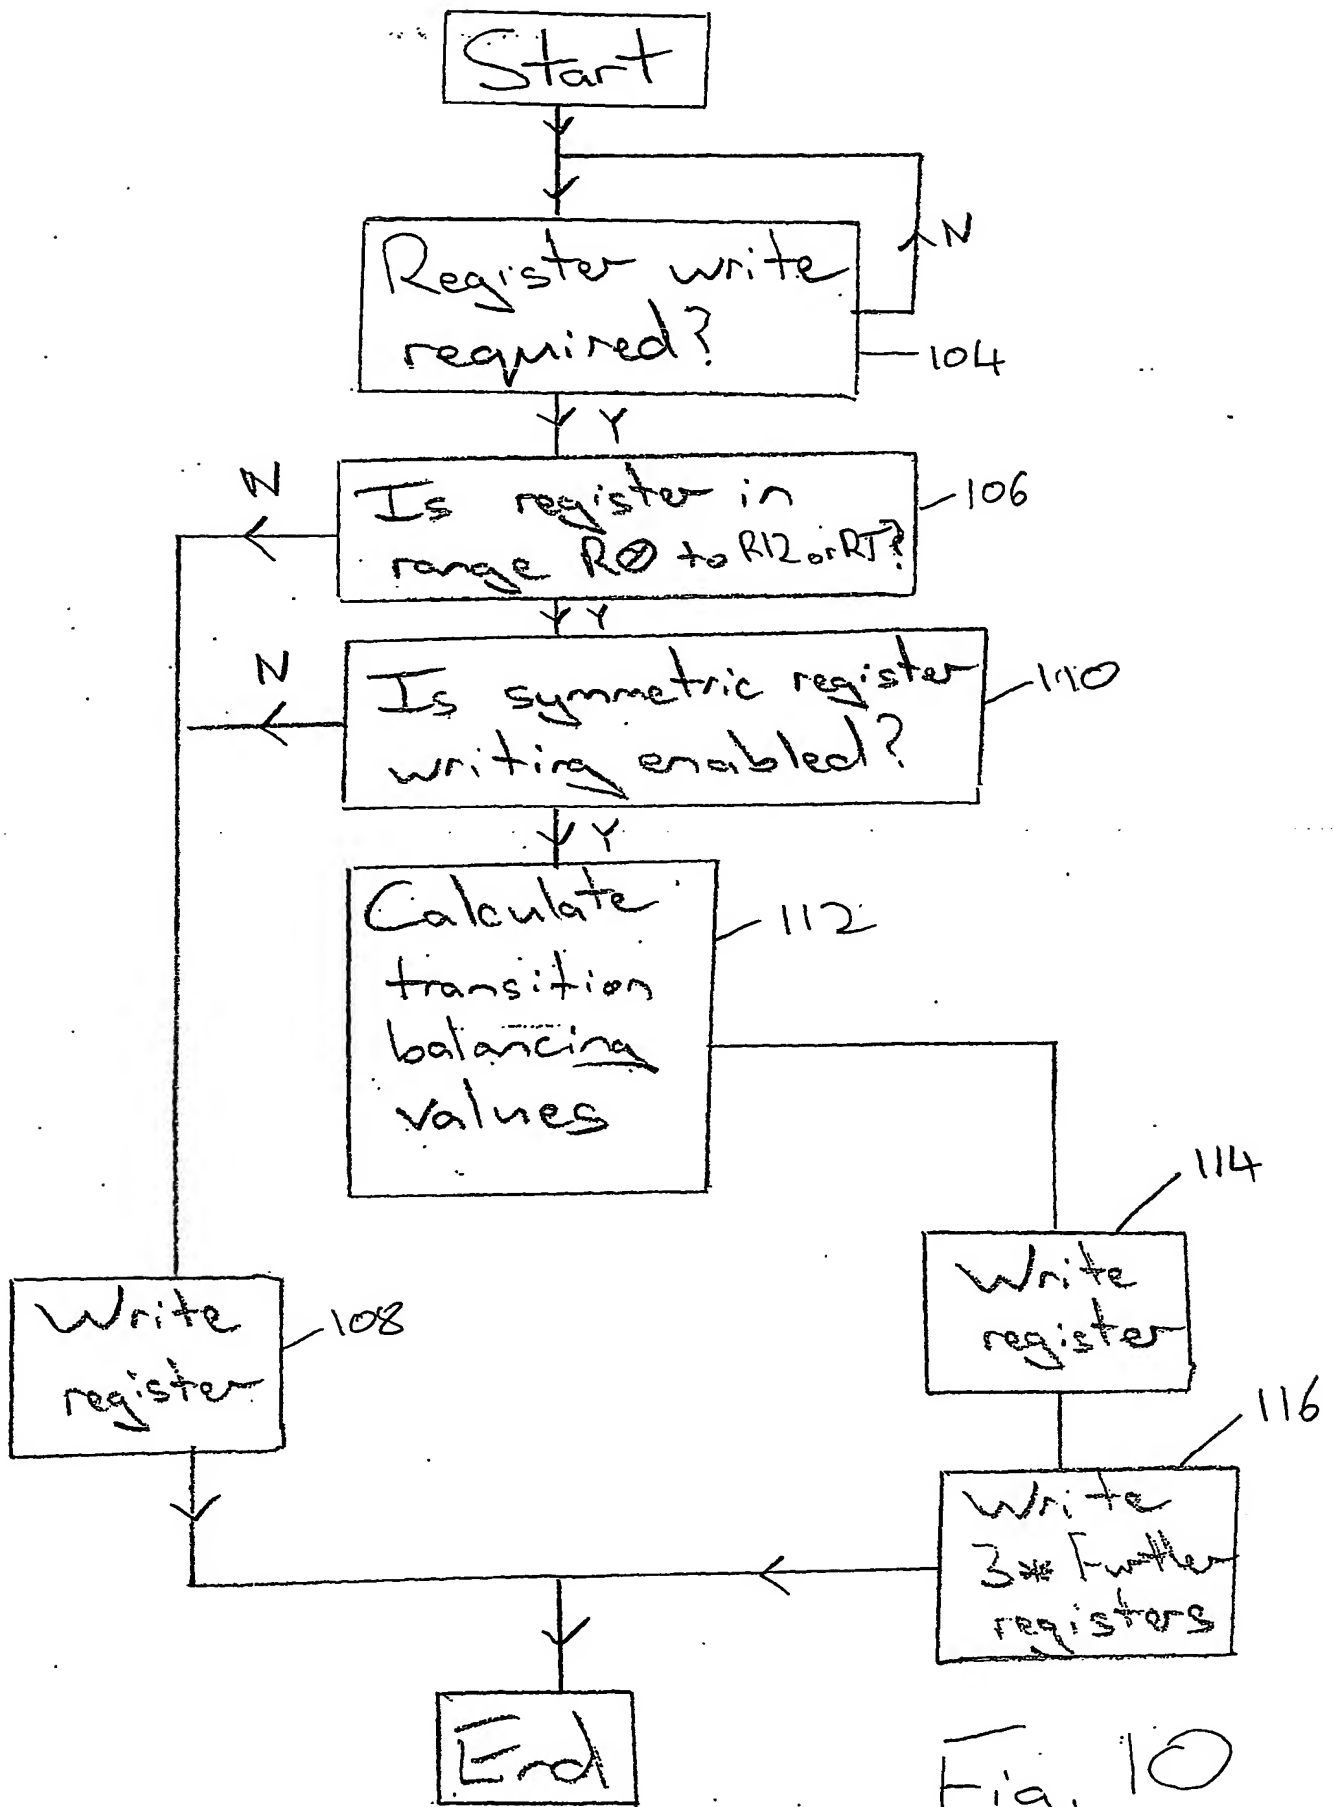 Start
N
Register write
required?
104
Y
N
Is register in
range R0 to R12 or RT?
106
Y
N
Is symmetric register
writing enabled?
110
Y
Calculate
transition
balancing
values
112
114
Write
register
108
Write
register
116
Write
3* Further
registers
End
Fig. 10